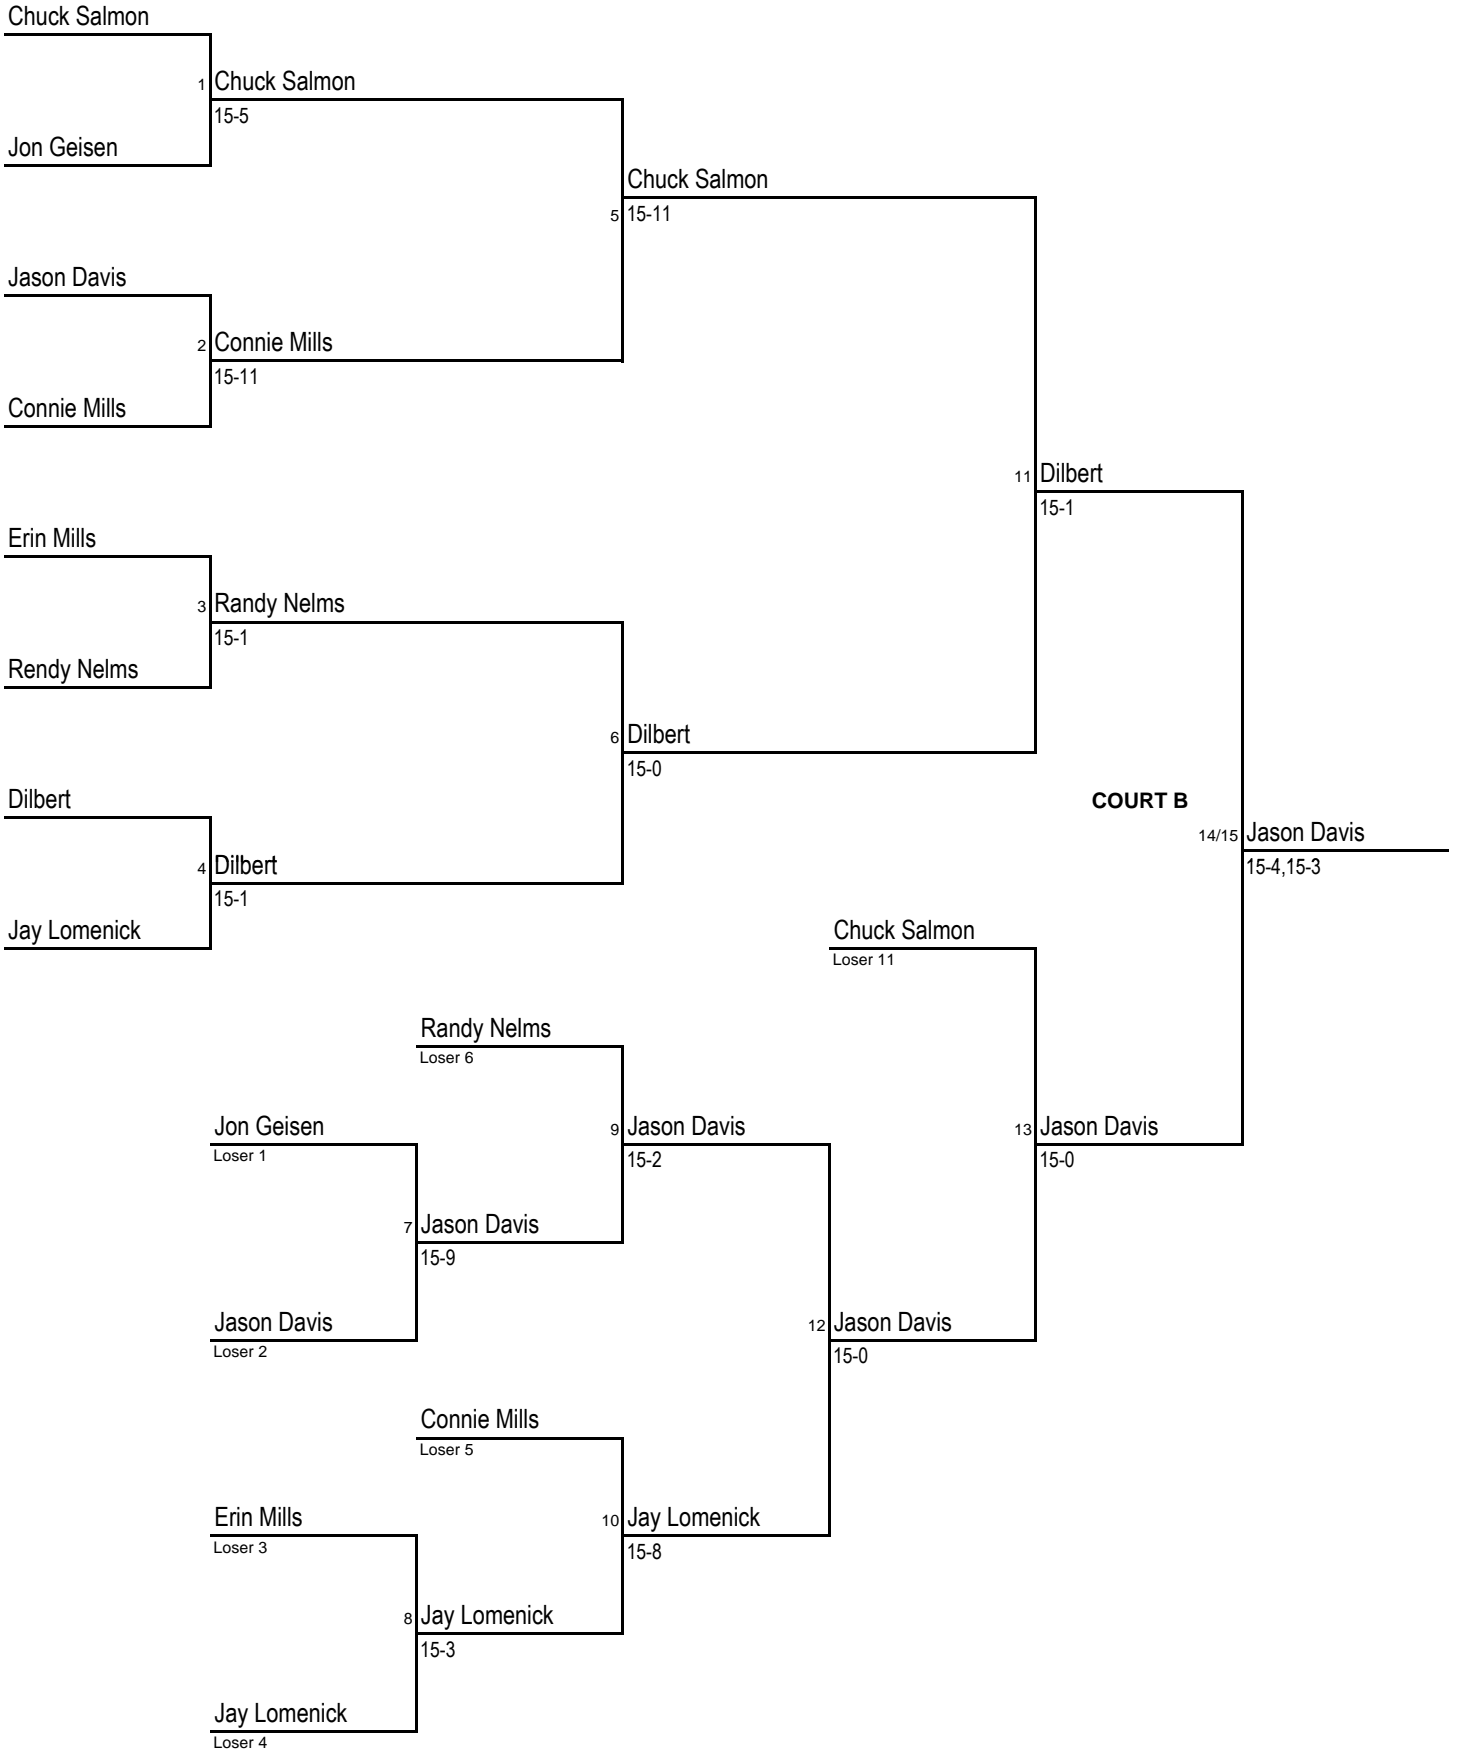 Chuck Salmon
1 Chuck Salmon
15-5
Jon Geisen
Chuck Salmon
5 15-11
Jason Davis
2 Connie Mills
15-11
Connie Mills
11 Dilbert
15-1
Erin Mills
3 Randy Nelms
15-1
Rendy Nelms
6 Dilbert
15-0
Dilbert
COURT B
14/15 Jason Davis
15-4,15-3
4 Dilbert
15-1
Jay Lomenick
Chuck Salmon
Loser 11
Randy Nelms
Loser 6
Jon Geisen
Loser 1
9 Jason Davis
15-2
13 Jason Davis
15-0
7 Jason Davis
15-9
Jason Davis
Loser 2
12 Jason Davis
15-0
Connie Mills
Loser 5
Erin Mills
Loser 3
10 Jay Lomenick
15-8
8 Jay Lomenick
15-3
Jay Lomenick
Loser 4